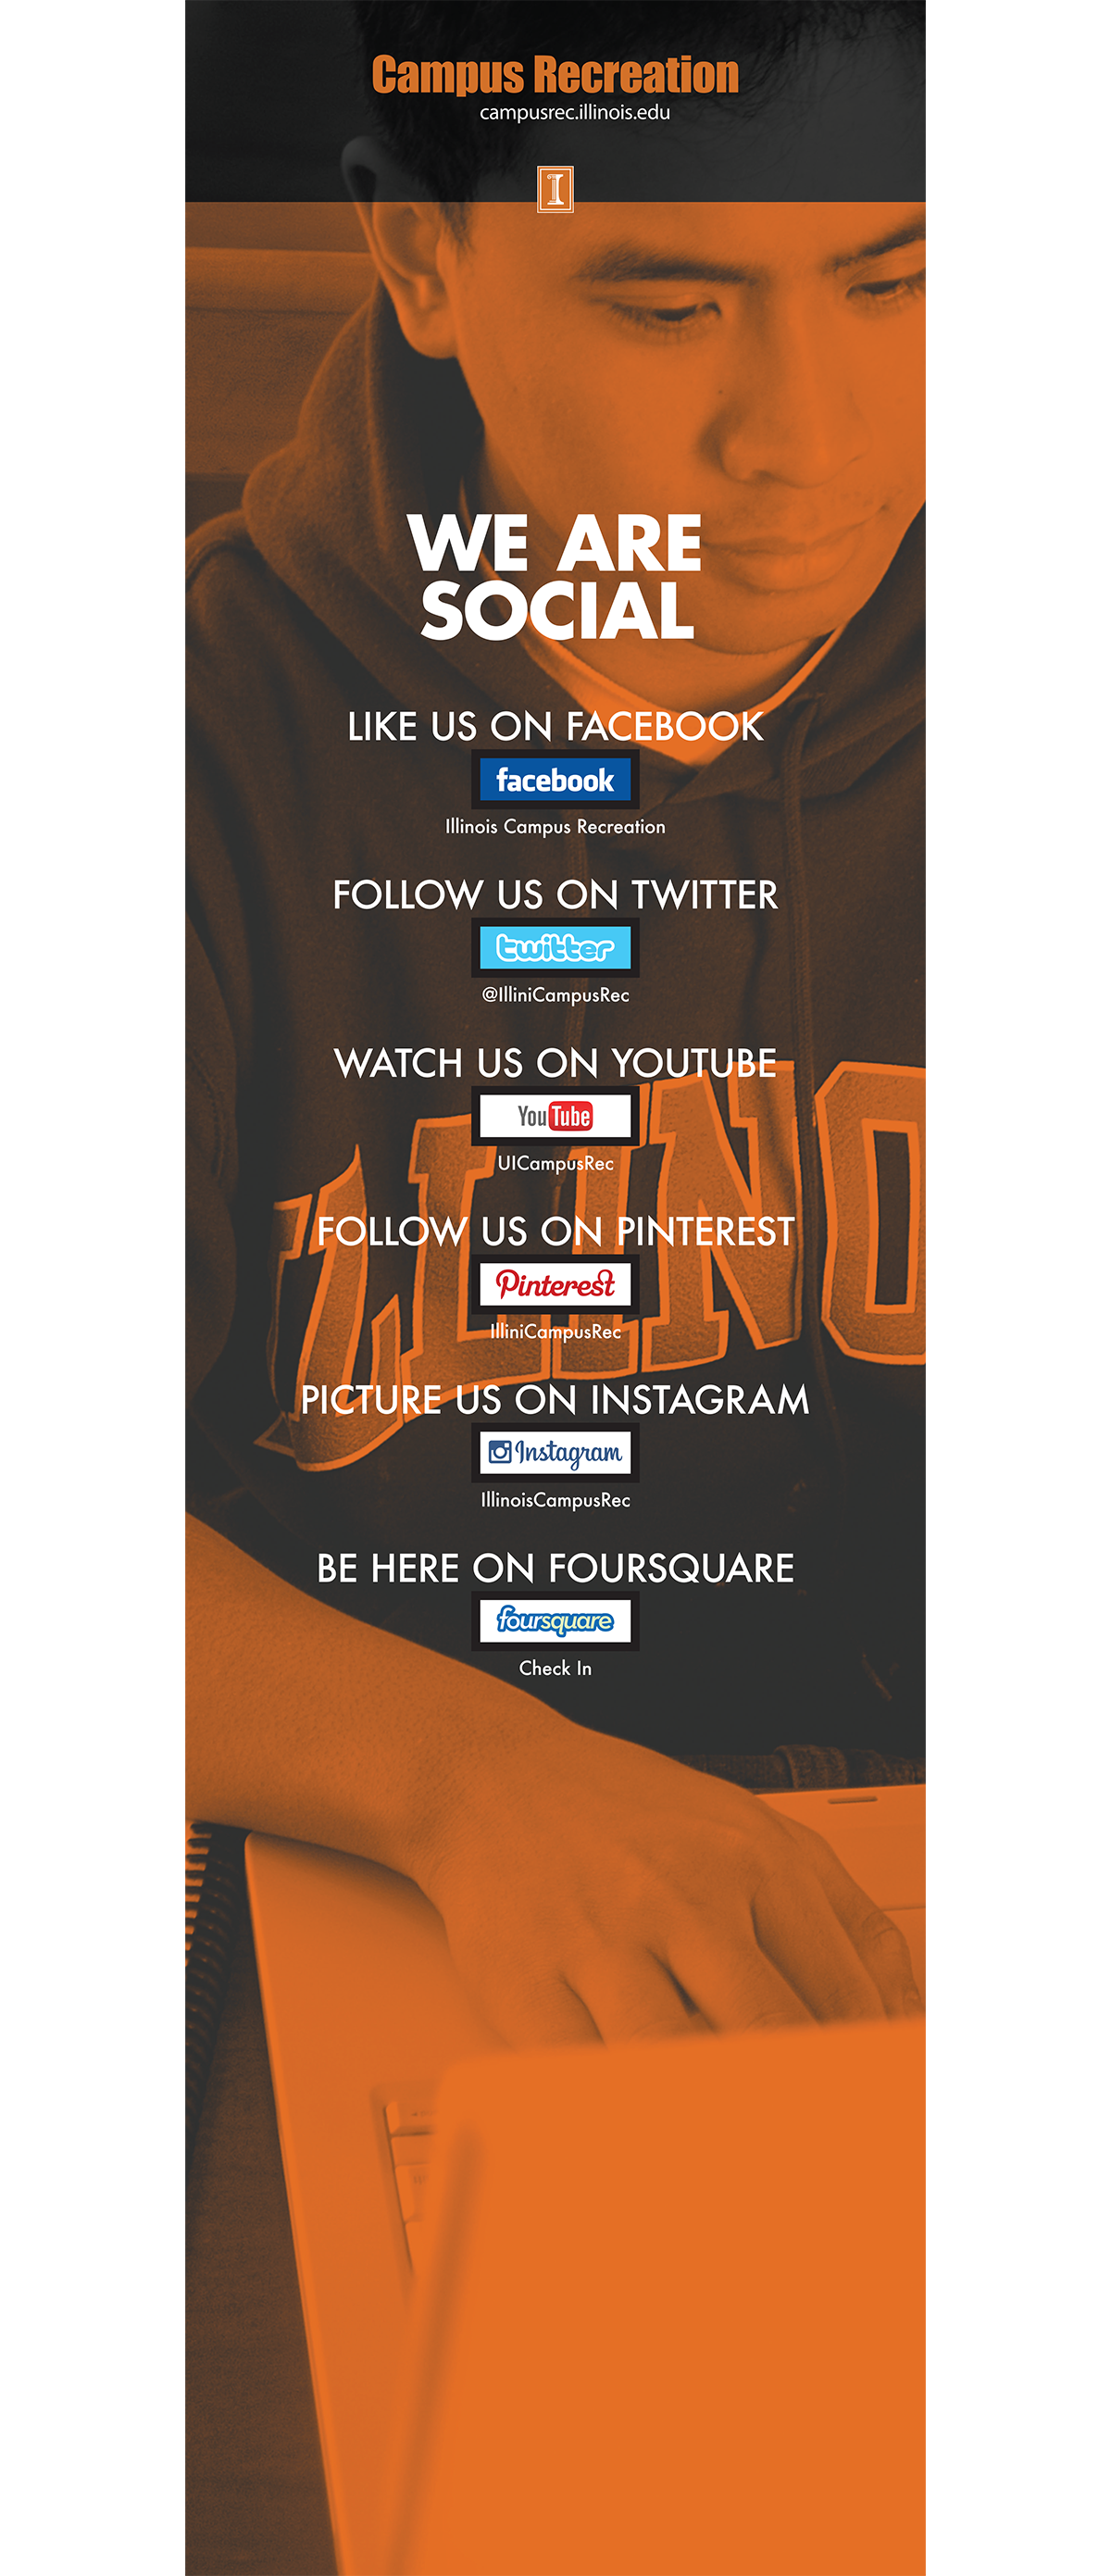 Campus Recreation
campusrec.illinois.edu
I
WE ARE
SOCIAL
LIKE US ON FACEBOOK
facebook
Illinois Campus Recreation
FOLLOW US ON TWITTER
twitter
@IlliniCampusRec
WATCH US ON YOUTUBE
YouTube
UICampusRec
FOLLOW US ON PINTEREST
Pinterest
IlliniCampusRec
ILLINO
PICTURE US ON INSTAGRAM
Instagram
IllinoisCampusRec
BE HERE ON FOURSQUARE
foursquare
Check In